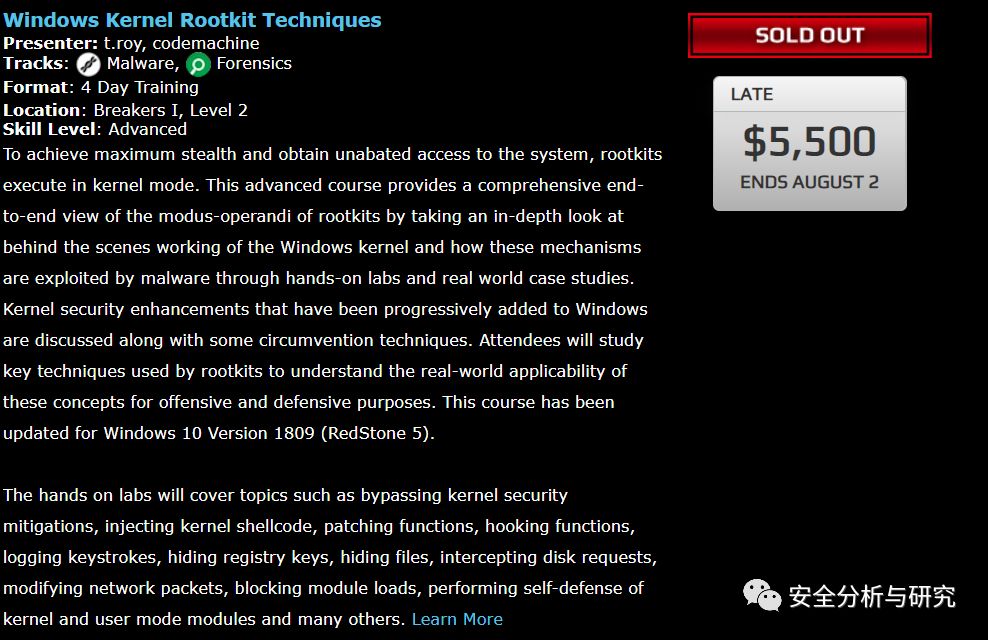 Windows Kernel Rootkit Techniques
Presenter: t.roy, codemachine
Tracks: Malware, Forensics
Format: 4 Day Training
Location: Breakers I, Level 2
Skill Level: Advanced
To achieve maximum stealth and obtain unabated access to the system, rootkits
execute in kernel mode. This advanced course provides a comprehensive end-
to-end view of the modus-operandi of rootkits by taking an in-depth look at
behind the scenes working of the Windows kernel and how these mechanisms
are exploited by malware through hands-on labs and real world case studies.
Kernel security enhancements that have been progressively added to Windows
are discussed along with some circumvention techniques. Attendees will study
key techniques used by rootkits to understand the real-world applicability of
these concepts for offensive and defensive purposes. This course has been
updated for Windows 10 Version 1809 (RedStone 5).
The hands on labs will cover topics such as bypassing kernel security
mitigations, injecting kernel shellcode, patching functions, hooking functions,
logging keystrokes, hiding registry keys, hiding files, intercepting disk requests,
modifying network packets, blocking module loads, performing self-defense of
kernel and user mode modules and many others. Learn More
SOLD OUT
LATE
$5,500
ENDS AUGUST 2
安全分析与研究